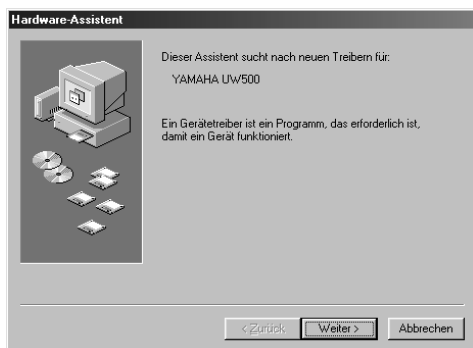 Hardware-Assistent
Dieser Assistent sucht nach neuen Treibern für:
YAMAHA UW500
Ein Gerätetreiber ist ein Programm, das erforderlich ist,
damit ein Gerät funktioniert.
< Zurück Weiter > Abbrechen